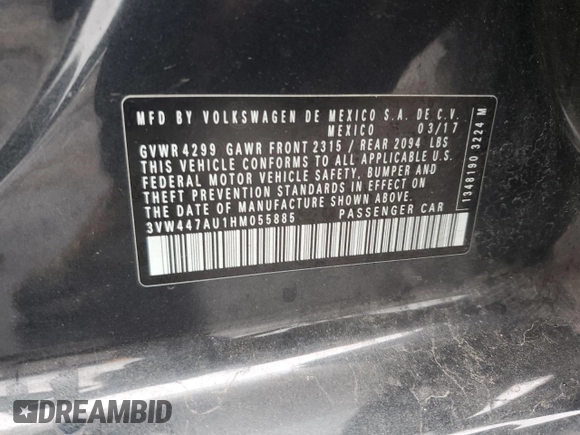 MFD BY VOLKSWAGEN DE MEXICO S.A. DE C.V.
MEXICO 03/17
GVWR 4299 GAWR FRONT 2315 / REAR 2094 LBS
THIS VEHICLE CONFORMS TO ALL APPLICABLE U.S.
FEDERAL MOTOR VEHICLE SAFETY, BUMPER AND
THEFT PREVENTION STANDARDS IN EFFECT ON
THE DATE OF MANUFACTURE SHOWN ABOVE.
3VW447AU1HM055885 PASSENGER CAR
1348190 3224 M
DREAMBID